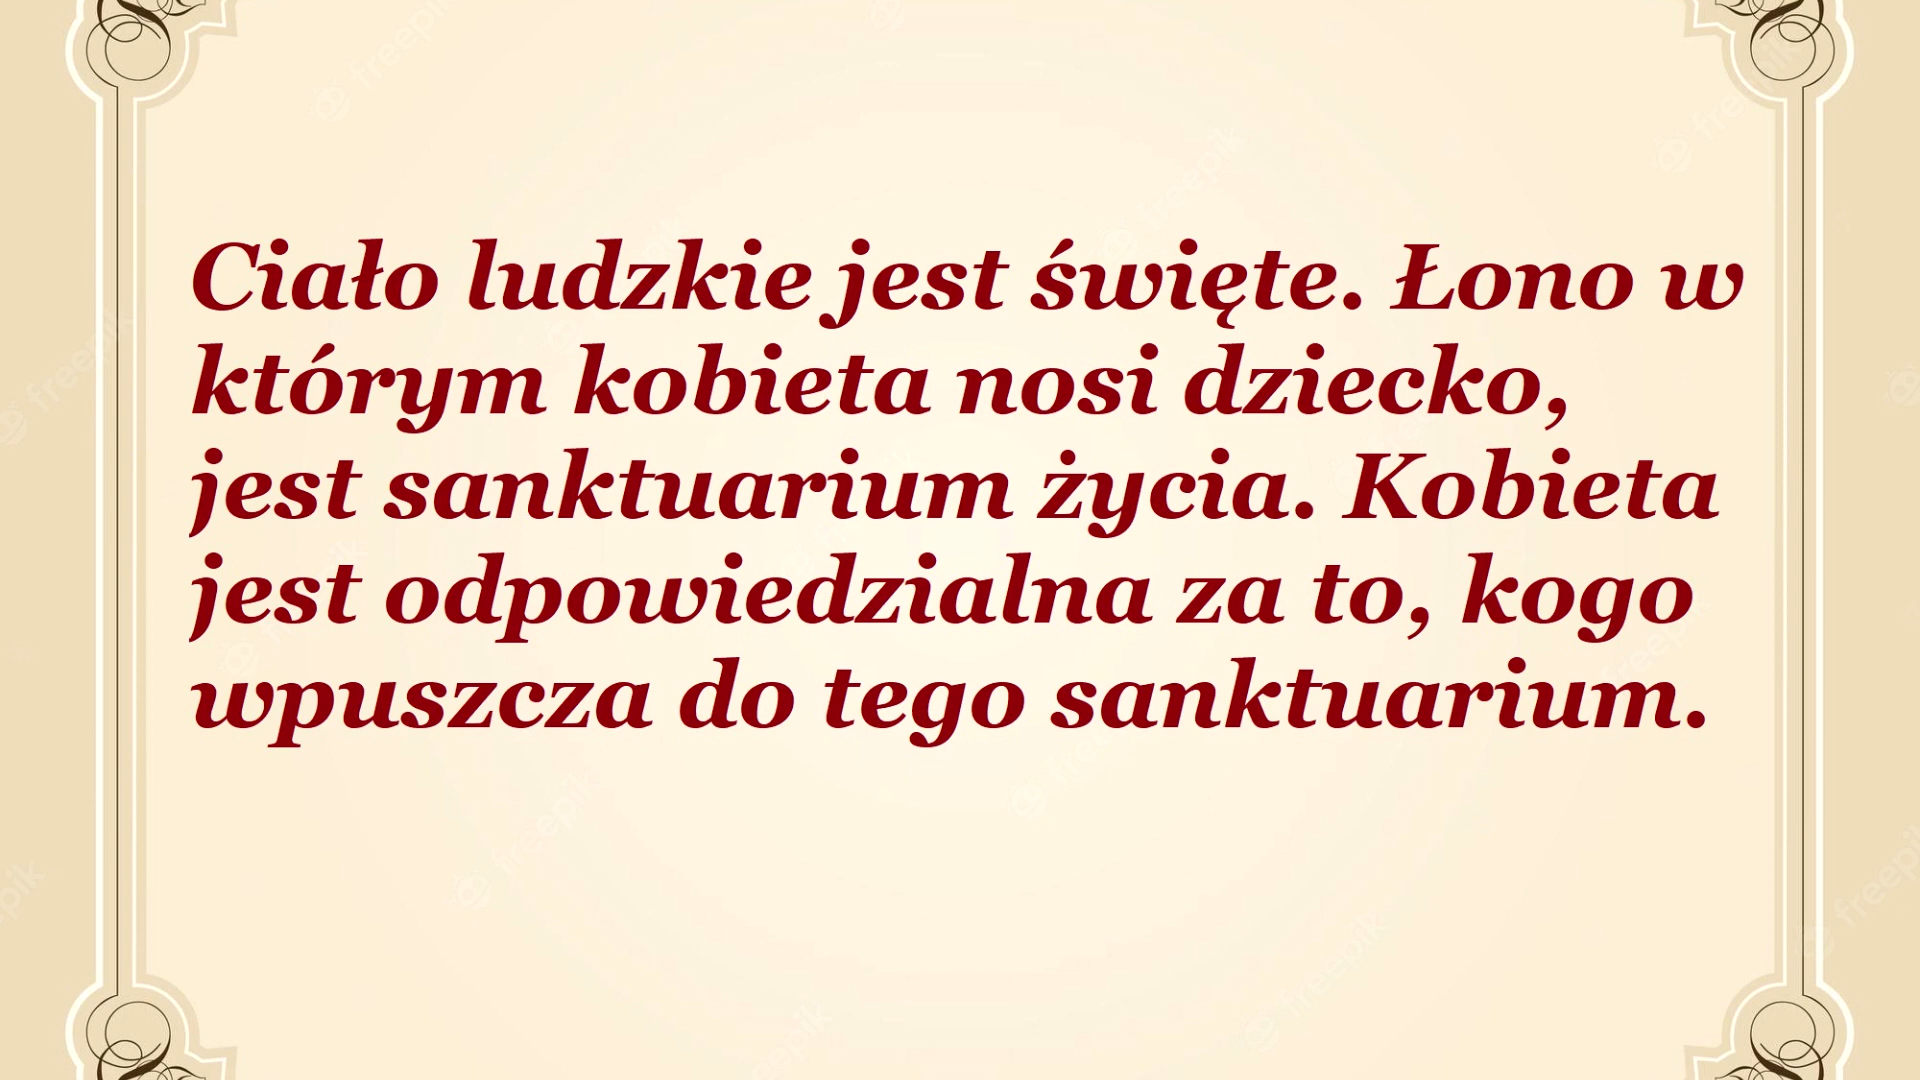 Ciało ludzkie jest święte. Łono w
którym kobieta nosi dziecko,
jest sanktuarium życia. Kobieta
jest odpowiedzialna za to, kogo
wpuszcza do tego sanktuarium.